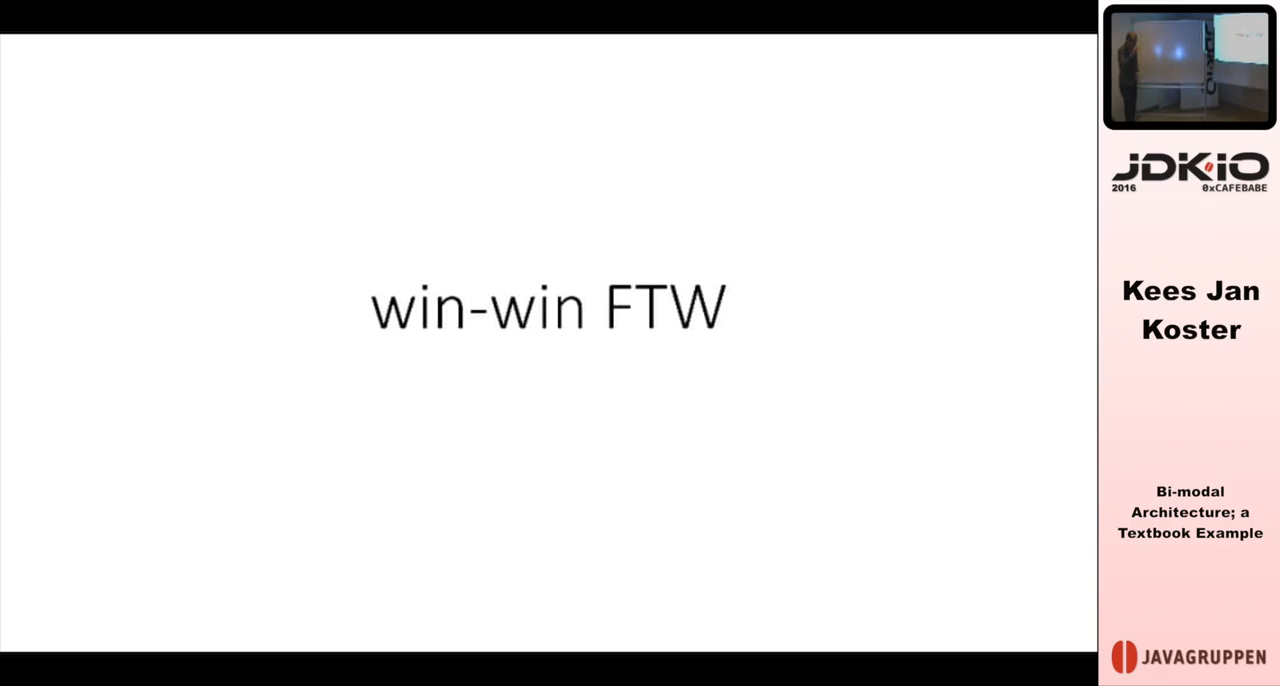 win-win FTW
JDK.IO
2016 0xCAFEBABE
Kees Jan
Koster
Bi-modal
Architecture; a
Textbook Example
JAVAGRUPPEN